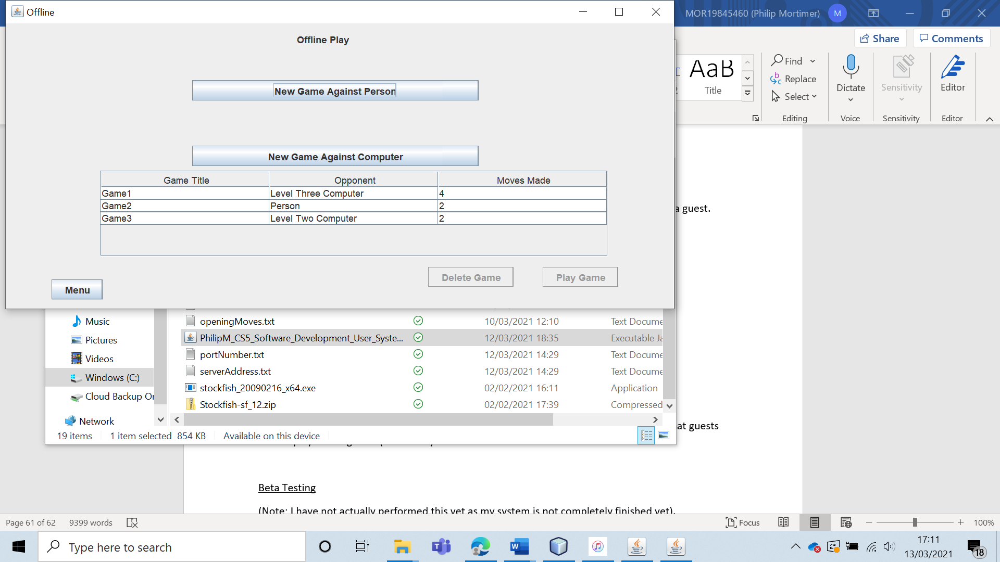 Offline
MOR19845460 (Philip Mortimer) M
Offline Play
Share Comments
New Game Against Person
AaB
Title
Find
Replace
Select
Dictate
Sensitivity
Editor
Editing Voice Sensitivity Editor
New Game Against Computer
Game Title Opponent Moves Made
Game1 Level Three Computer 4
Game2 Person 2
Game3 Level Two Computer 2
a guest.
Delete Game Play Game
Menu
Music
Pictures
Videos
Windows (C:)
Cloud Backup Or
Network
openingMoves.txt 10/03/2021 12:10 Text Docume
PhilipM_CS5_Software_Development_User_Syste... 12/03/2021 18:35 Executable Ja
portNumber.txt 12/03/2021 14:29 Text Docume
serverAddress.txt 12/03/2021 14:29 Text Docume
stockfish_20090216_x64.exe 02/02/2021 16:11 Application
Stockfish-sf_12.zip 02/02/2021 17:39 Compressed
19 items 1 item selected 854 KB Available on this device
at guests
Beta Testing
(Note: I have not actually performed this yet as my system is not completely finished yet).
Page 61 of 62 9399 words Focus 100%
Type here to search
17:11
13/03/2021
18